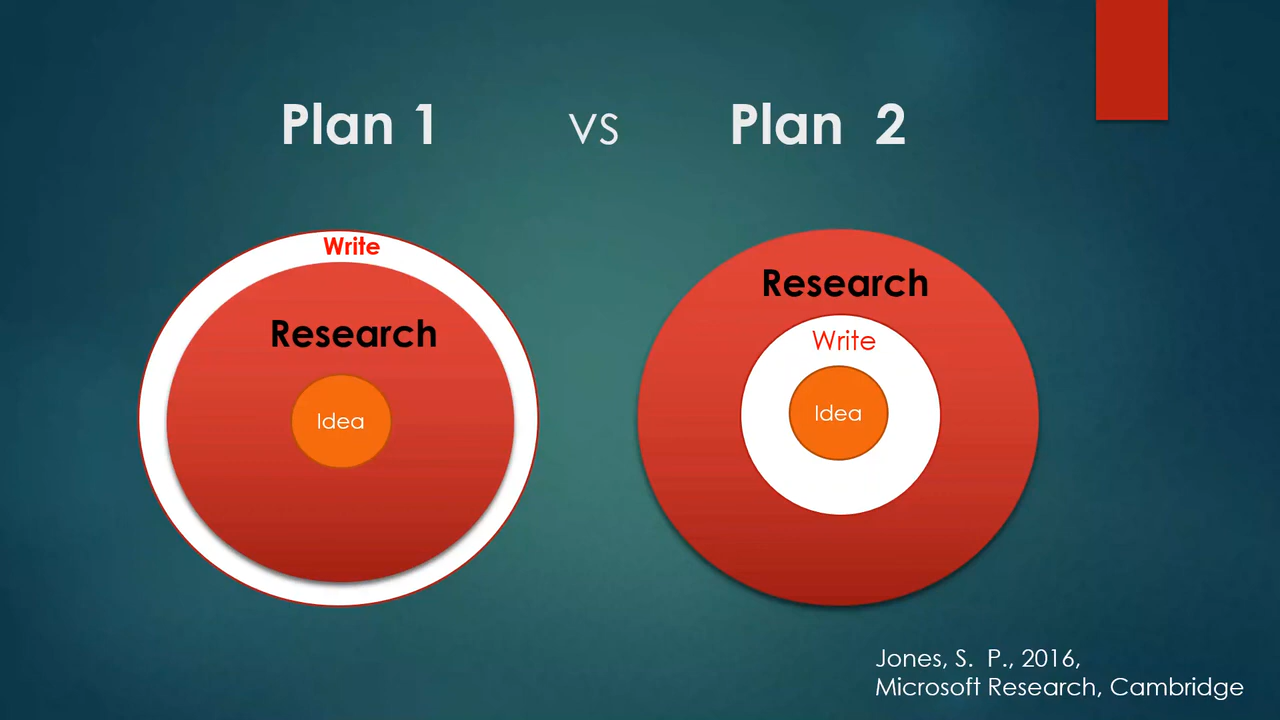 Plan 1 vs Plan 2
Write
Research
Idea
Research
Write
Idea
Jones, S. P., 2016,
Microsoft Research, Cambridge